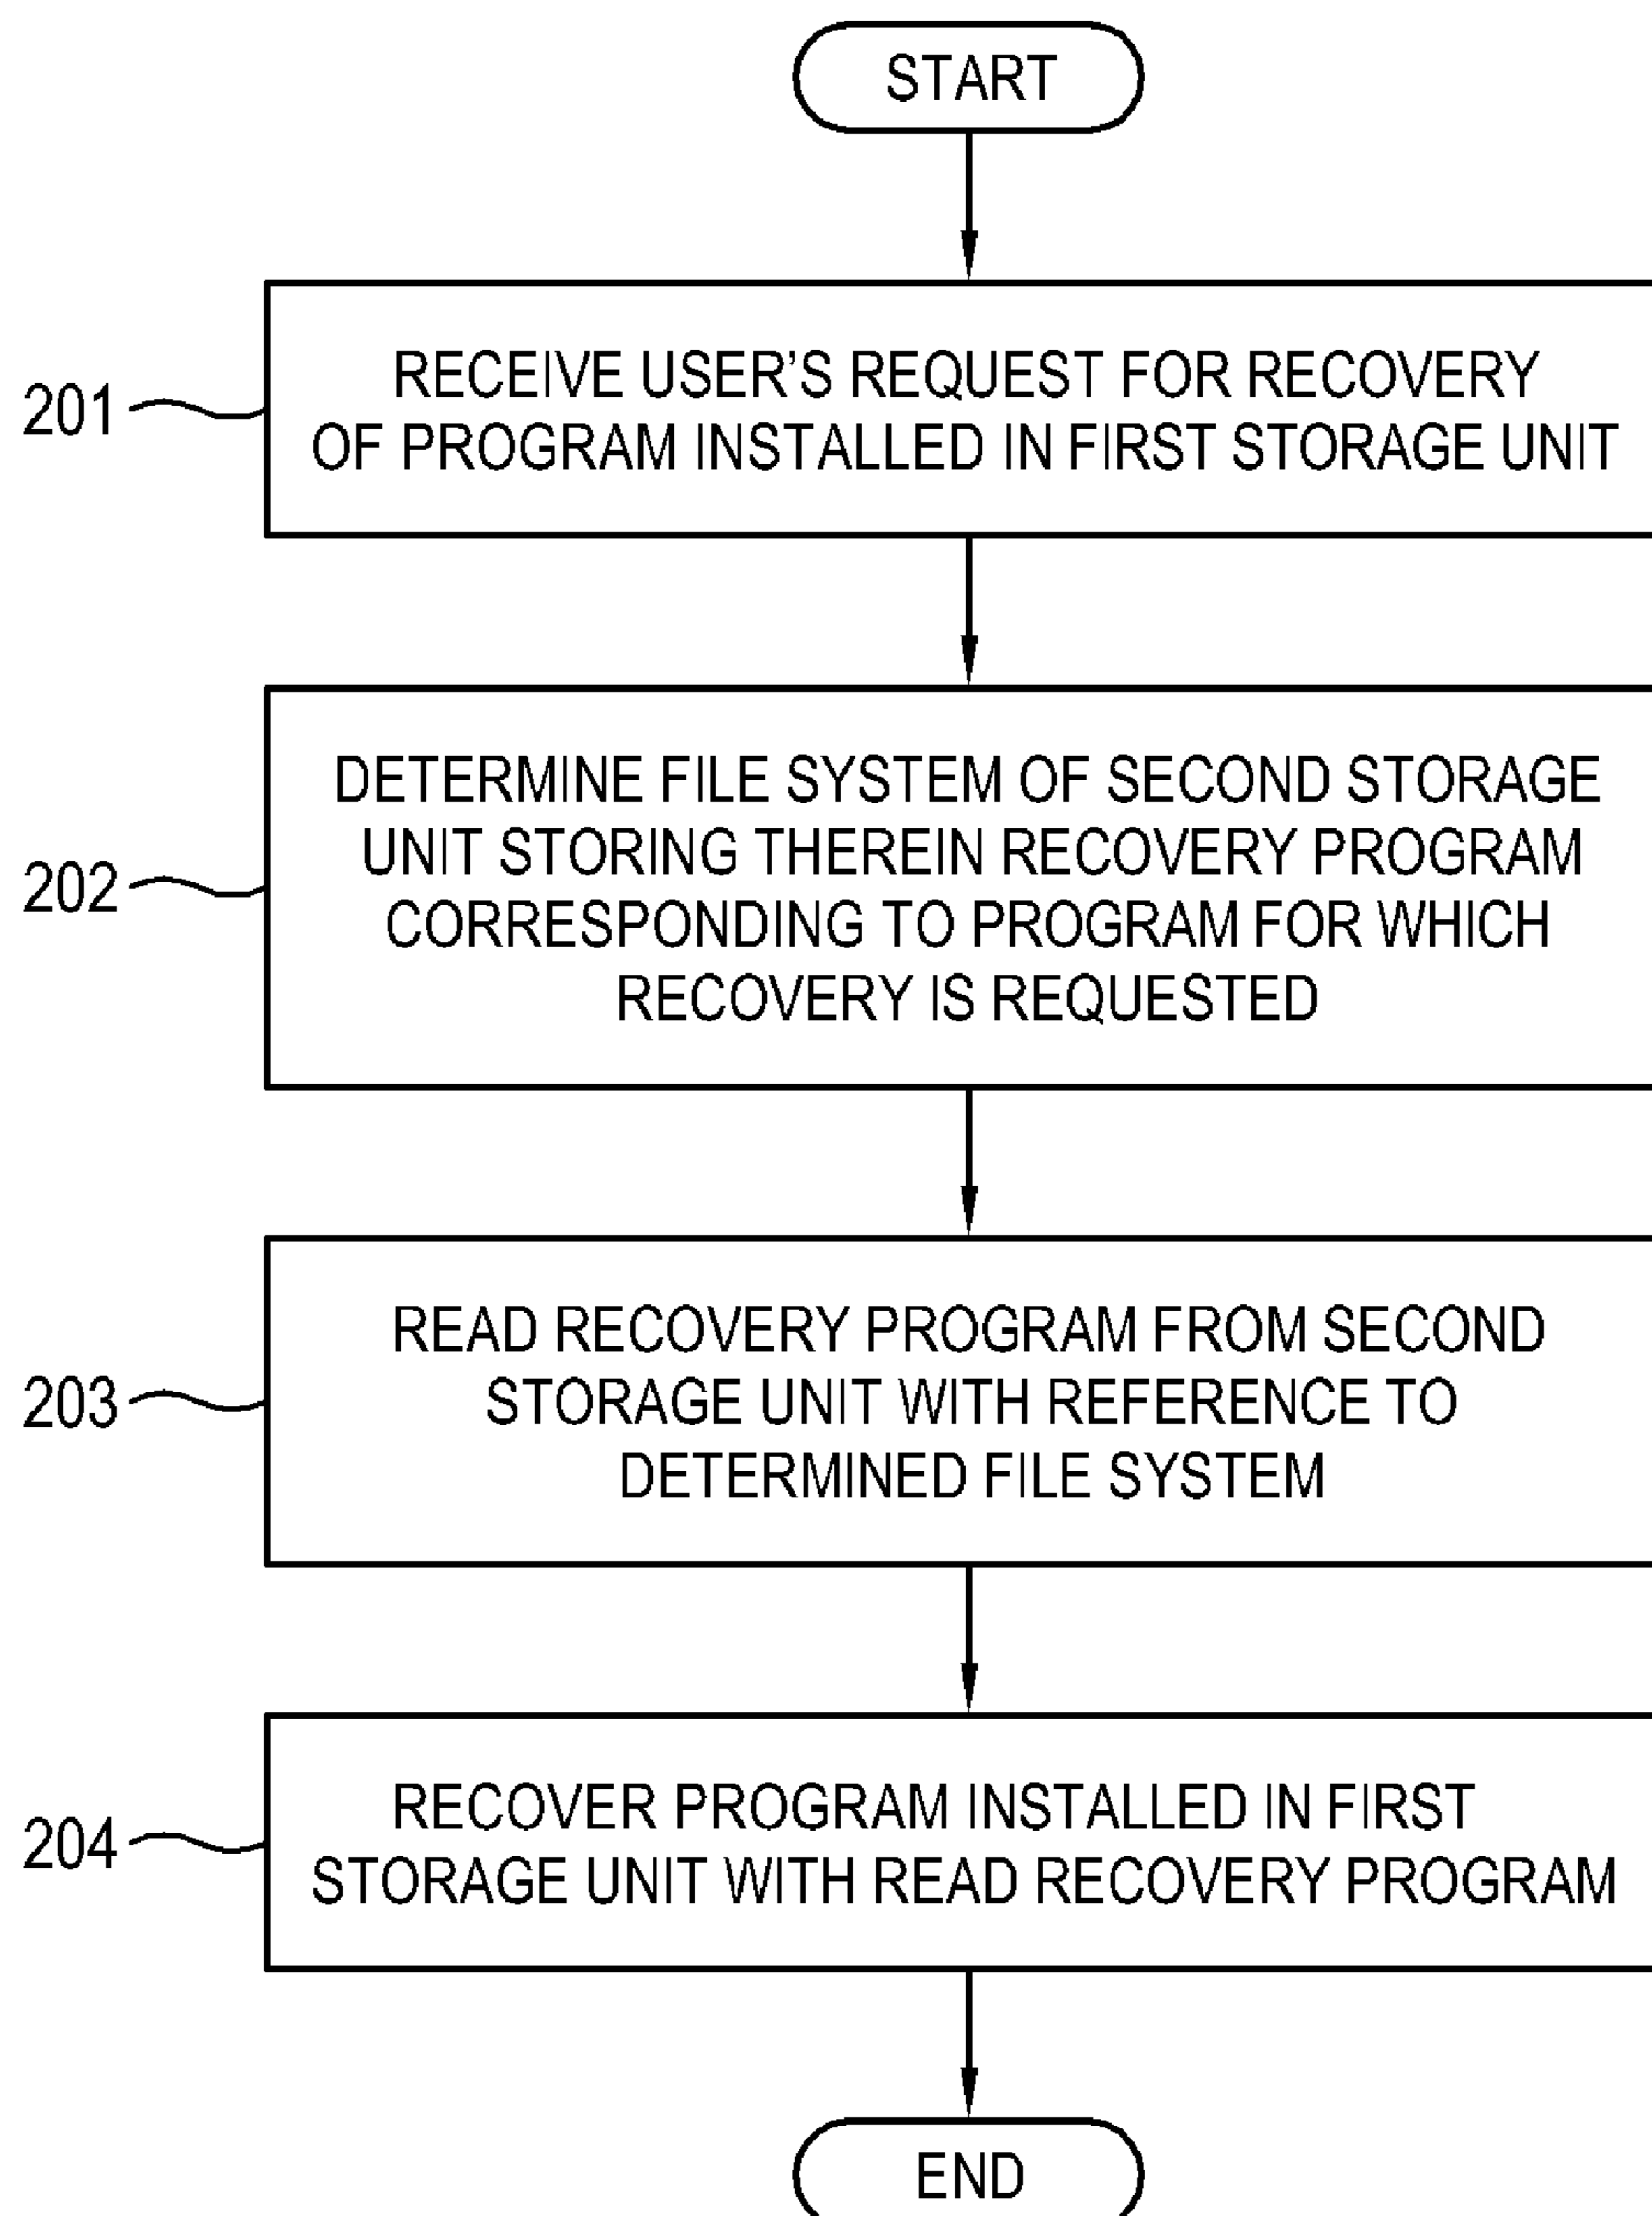 START
201
RECEIVE USER’S REQUEST FOR RECOVERY
OF PROGRAM INSTALLED IN FIRST STORAGE UNIT
202
DETERMINE FILE SYSTEM OF SECOND STORAGE
UNIT STORING THEREIN RECOVERY PROGRAM
CORRESPONDING TO PROGRAM FOR WHICH
RECOVERY IS REQUESTED
203
READ RECOVERY PROGRAM FROM SECOND
STORAGE UNIT WITH REFERENCE TO
DETERMINED FILE SYSTEM
204
RECOVER PROGRAM INSTALLED IN FIRST
STORAGE UNIT WITH READ RECOVERY PROGRAM
END